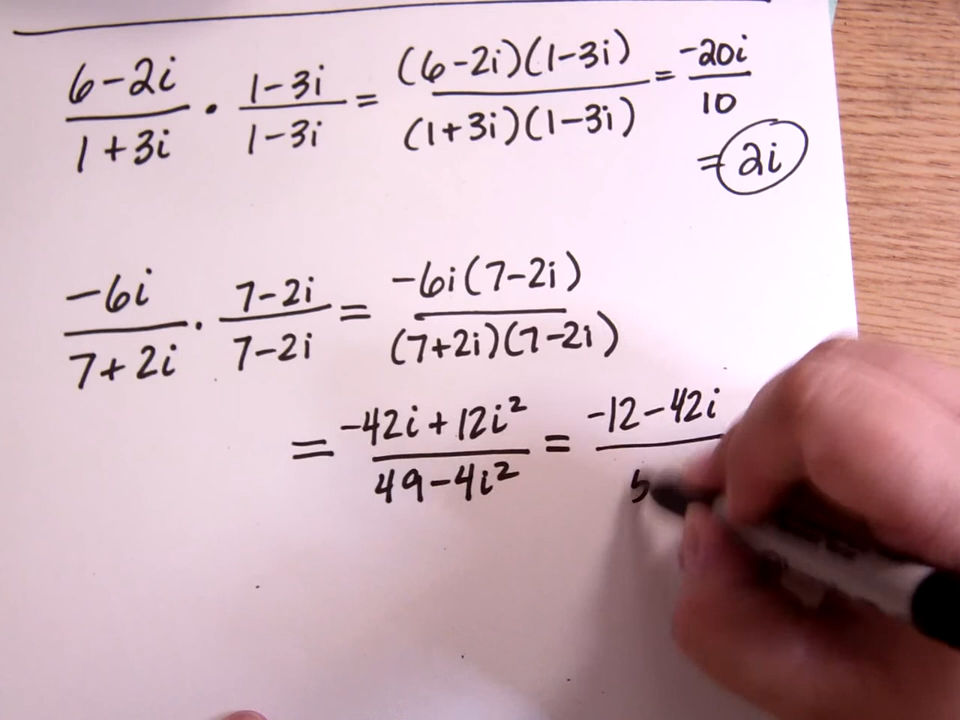 6-2i / 1+3i · 1-3i / 1-3i = (6-2i)(1-3i) / (1+3i)(1-3i) = -20i / 10
= 2i
-6i / 7+2i · 7-2i / 7-2i = -6i(7-2i) / (7+2i)(7-2i)
= -42i+12i² / 49-4i² = -12-42i / 5